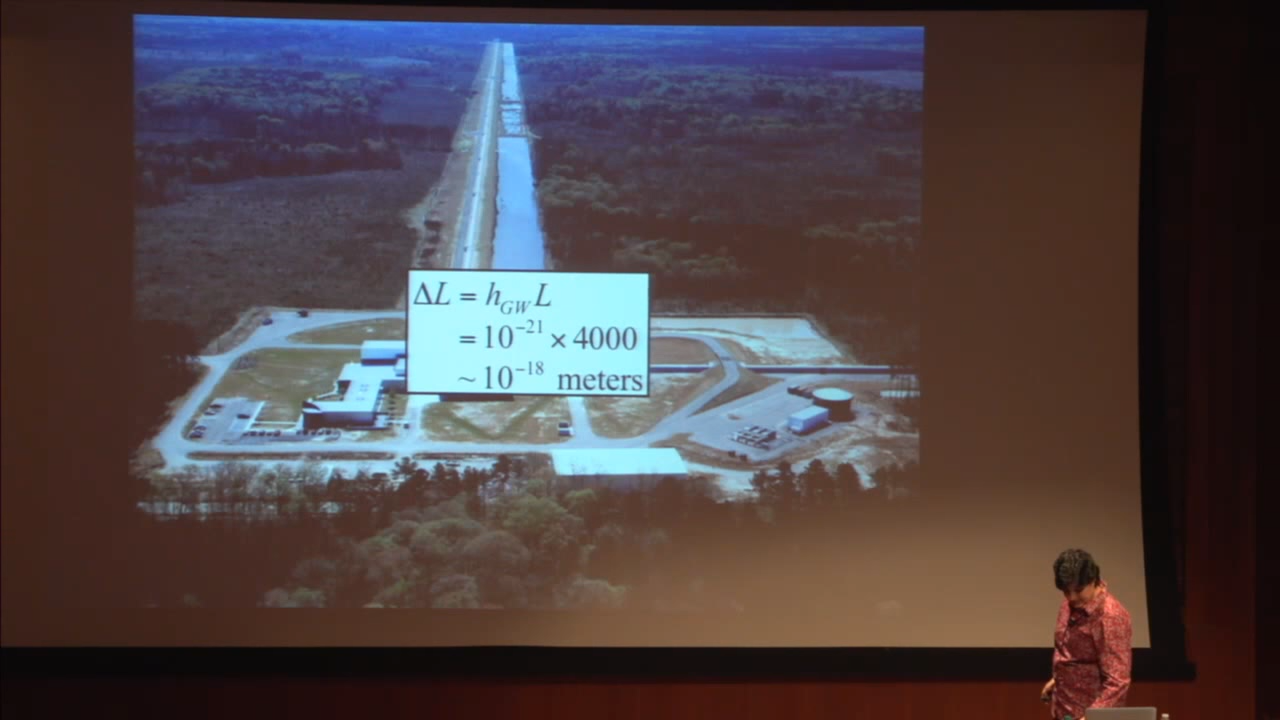 ΔL = h_GW L
= 10⁻²¹ × 4000
~ 10⁻¹⁸ meters